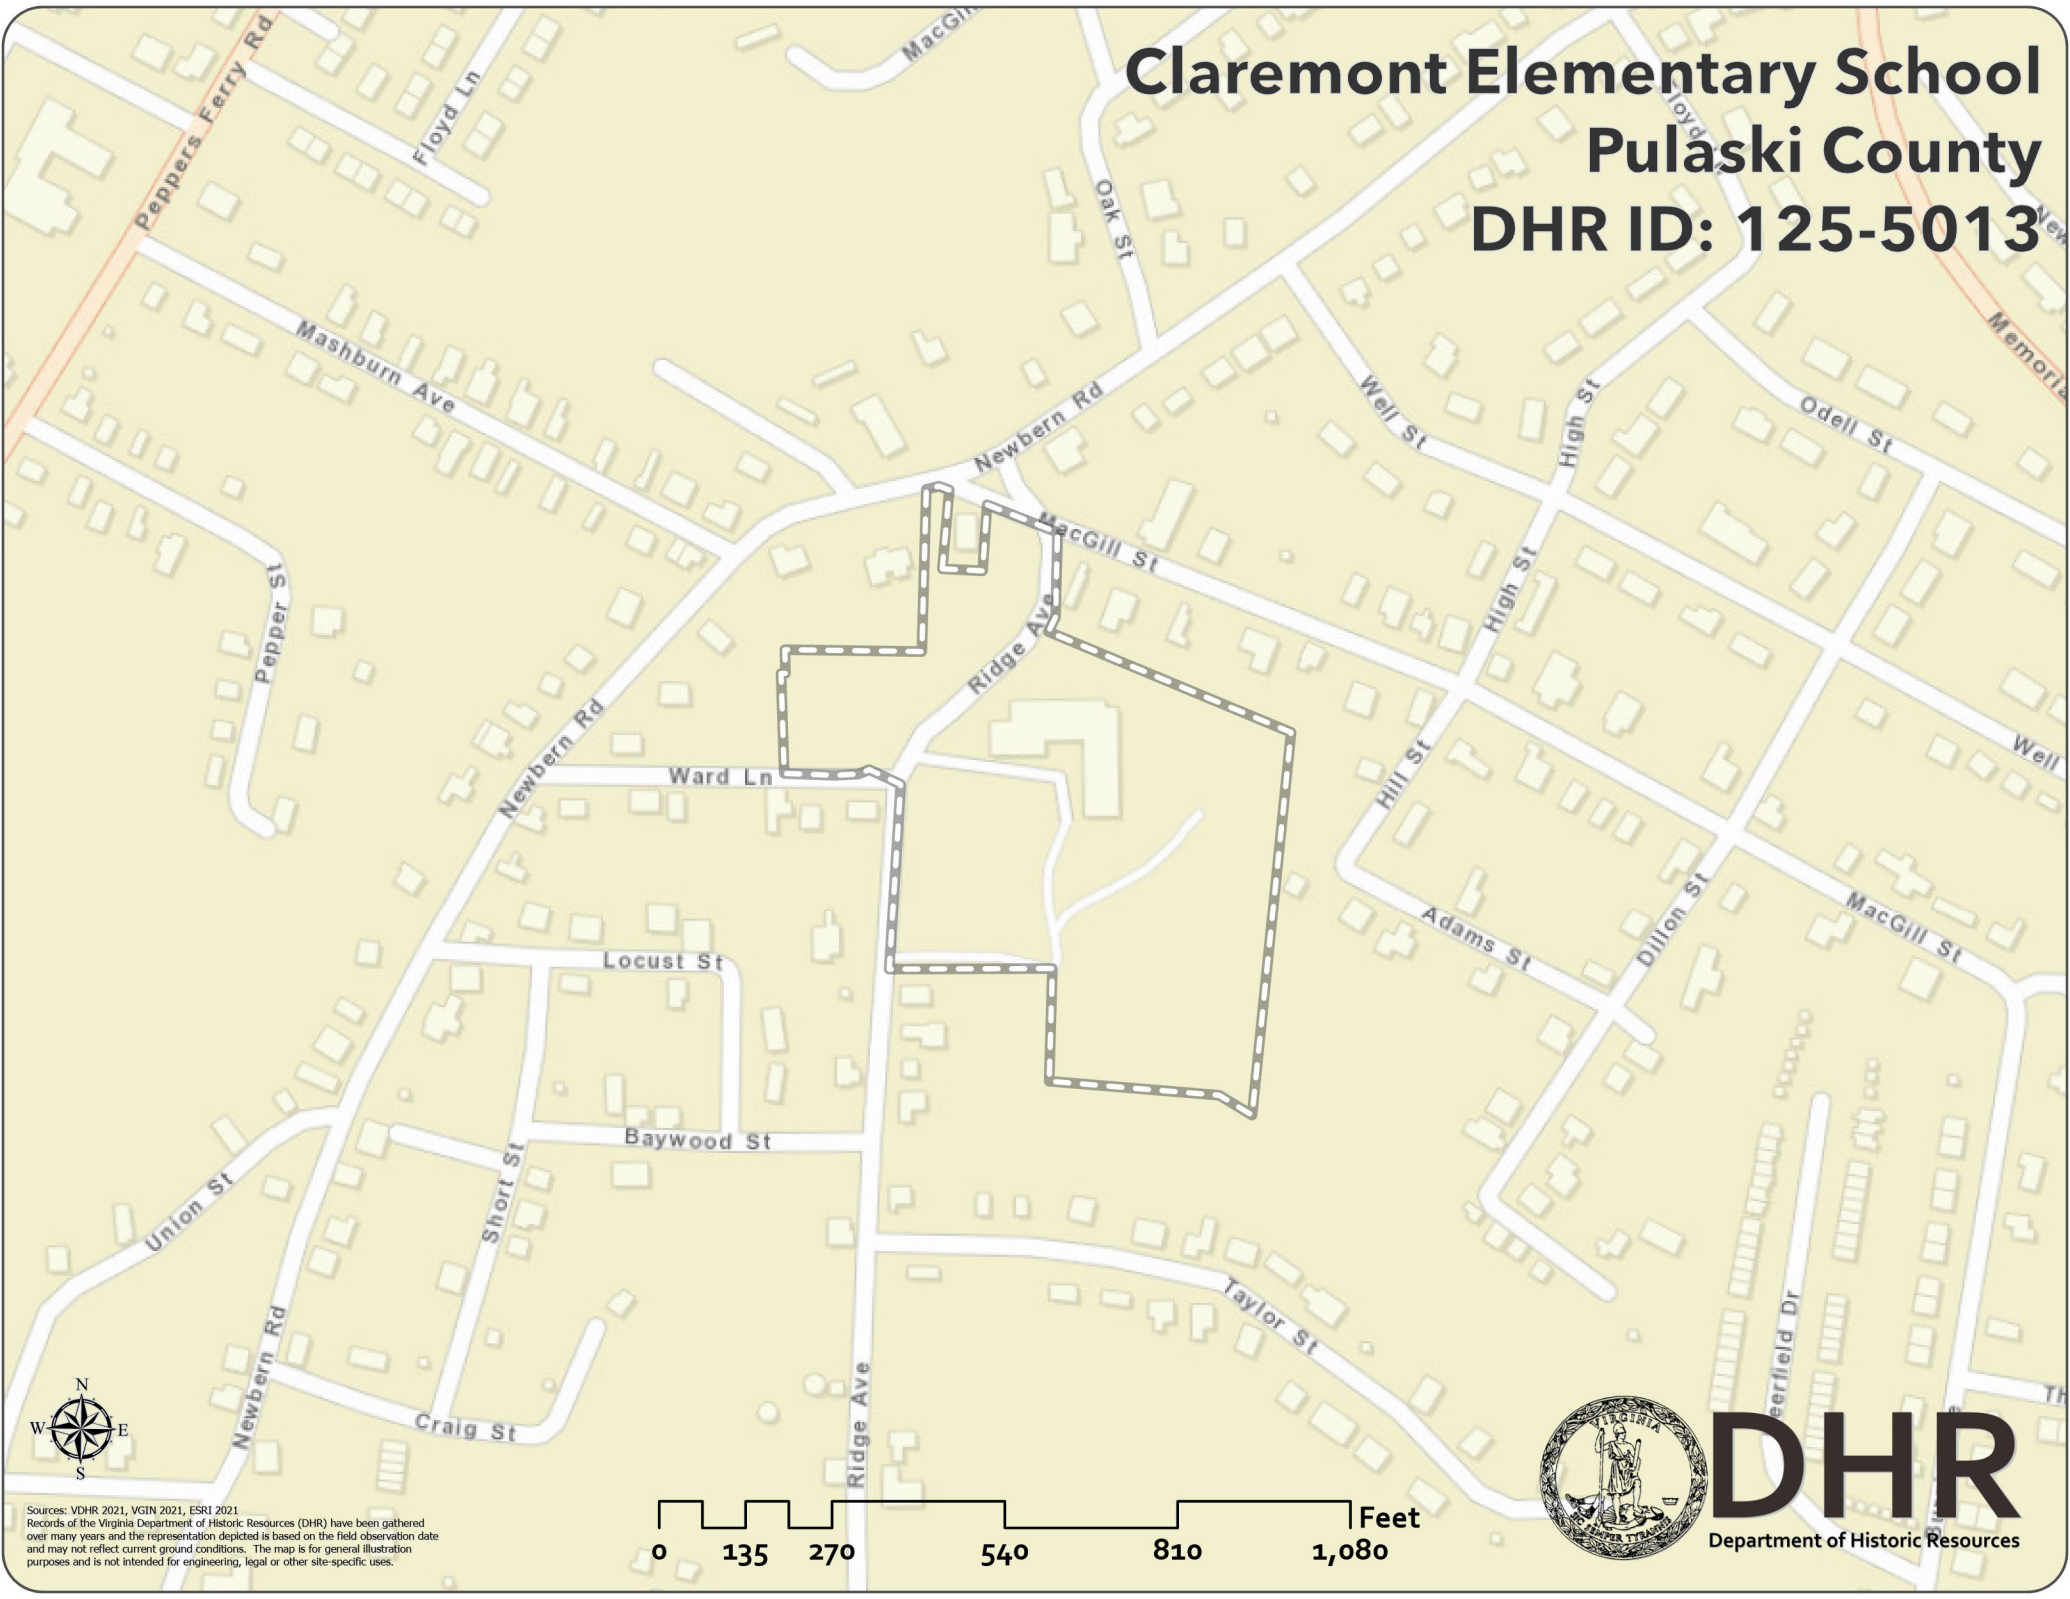 Claremont Elementary School
Pulaski County
DHR ID: 125-5013
Peppers Ferry Rd
Floyd Ln
Oak St
Mashburn Ave
Newbern Rd
Well St
High St
Odell St
MacGill St
Pepper St
High St
Ridge Ave
Newbern Rd
Ward Ln
Hill St
Well
Adams St
Dillon St
MacGill St
Locust St
Baywood St
Short St
Union St
Taylor St
Newbern Rd
Craig St
Ridge Ave
N
W E
S
Sources: VDHR 2021, VGIN 2021, ESRI 2021
Records of the Virginia Department of Historic Resources (DHR) have been gathered
over many years and the representation depicted is based on the field observation date
and may not reflect current ground conditions. The map is for general illustration
purposes and is not intended for engineering, legal or other site-specific uses.
Feet
0 135 270 540 810 1,080
VIRGINIA
SIC SEMPER TYRANNIS
DHR
Department of Historic Resources